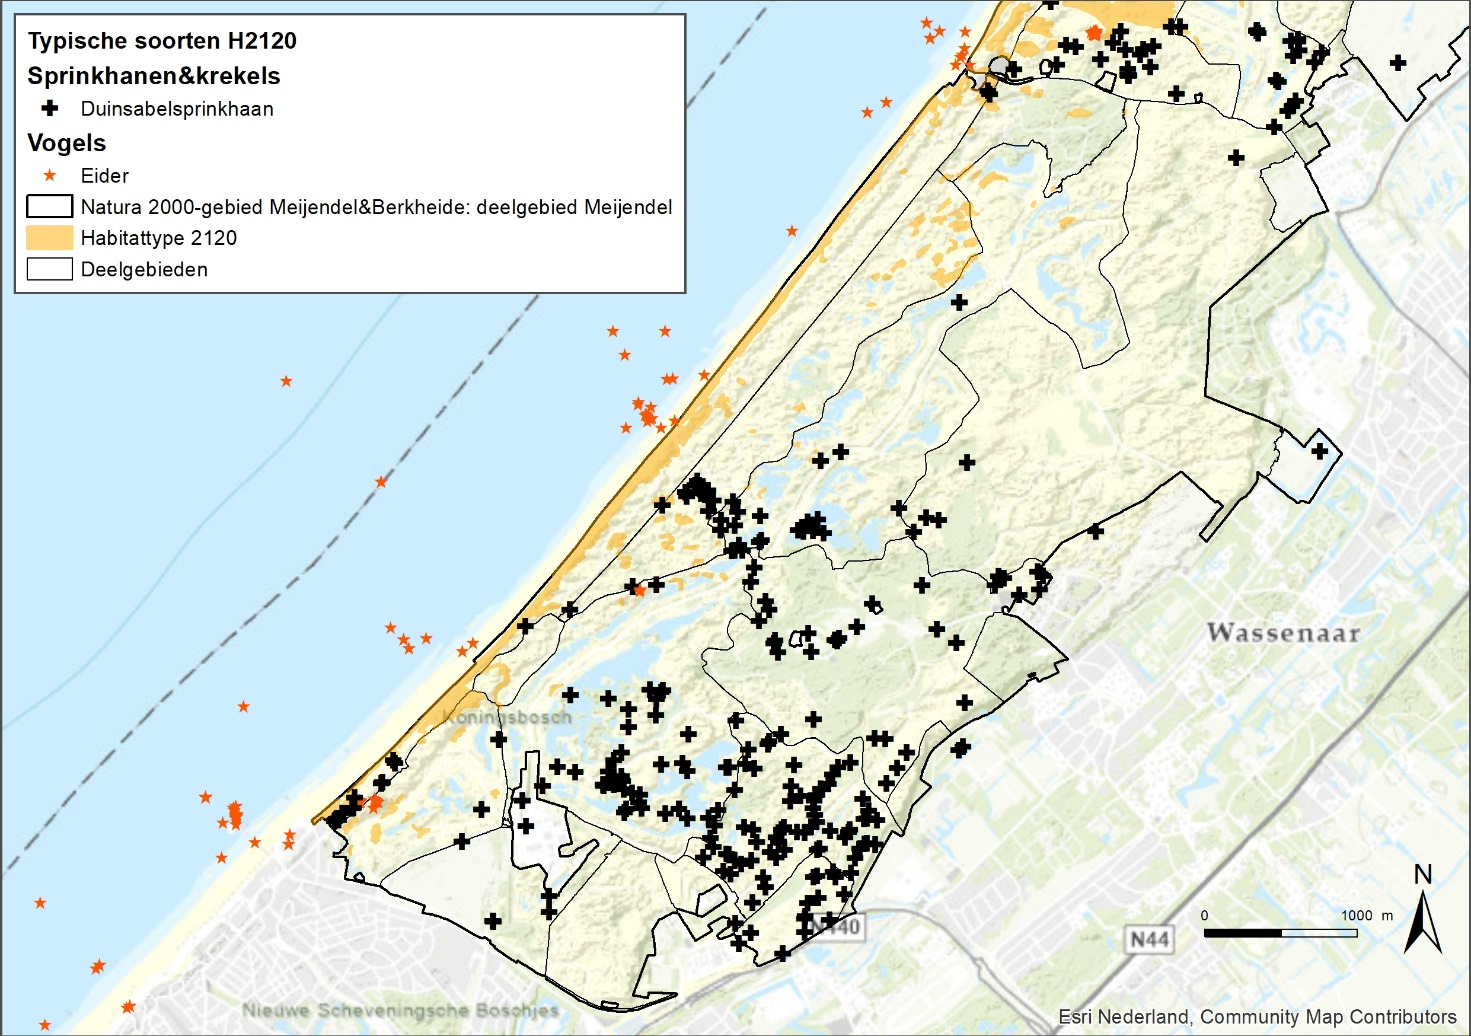 Typische soorten H2120
Sprinkhanen&krekels
Duinsabelsprinkhaan
Vogels
Eider
Natura 2000-gebied Meijendel&Berkheide: deelgebied Meijendel
Habitattype 2120
Deelgebieden
Wassenaar
Koningsbosch
N440
N44
N
0 1000 m
Nieuwe Scheveningsche Boschjes
Esri Nederland, Community Map Contributors